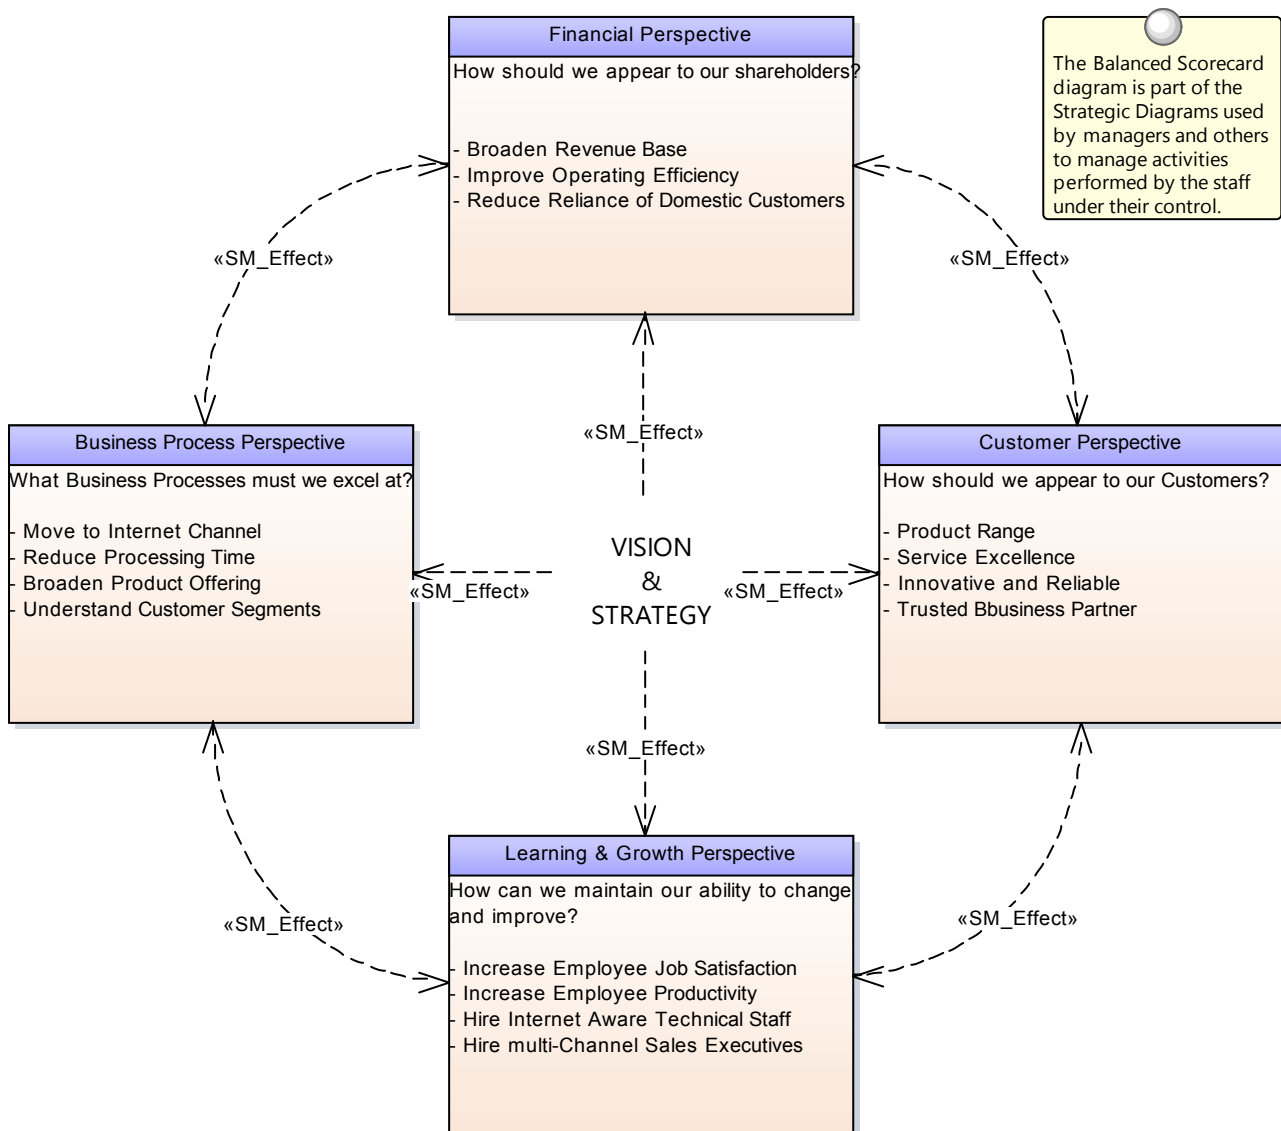 Financial Perspective
How should we appear to our shareholders?
- Broaden Revenue Base
- Improve Operating Efficiency
- Reduce Reliance of Domestic Customers
The Balanced Scorecard
diagram is part of the
Strategic Diagrams used
by managers and others
to manage activities
performed by the staff
under their control.
«SM_Effect»
«SM_Effect»
«SM_Effect»
Business Process Perspective
What Business Processes must we excel at?
- Move to Internet Channel
- Reduce Processing Time
- Broaden Product Offering
- Understand Customer Segments
«SM_Effect»
VISION
&
STRATEGY
«SM_Effect»
Customer Perspective
How should we appear to our Customers?
- Product Range
- Service Excellence
- Innovative and Reliable
- Trusted Bbusiness Partner
«SM_Effect»
«SM_Effect»
«SM_Effect»
Learning & Growth Perspective
How can we maintain our ability to change
and improve?
- Increase Employee Job Satisfaction
- Increase Employee Productivity
- Hire Internet Aware Technical Staff
- Hire multi-Channel Sales Executives